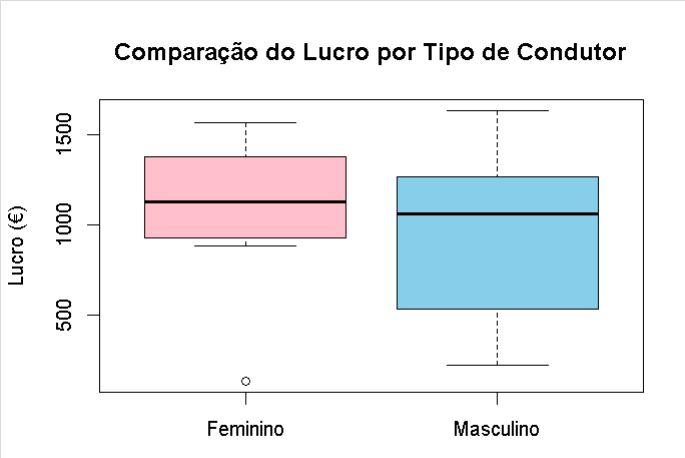 Comparação do Lucro por Tipo de Condutor
Lucro (€)
1500
1000
500
Feminino
Masculino